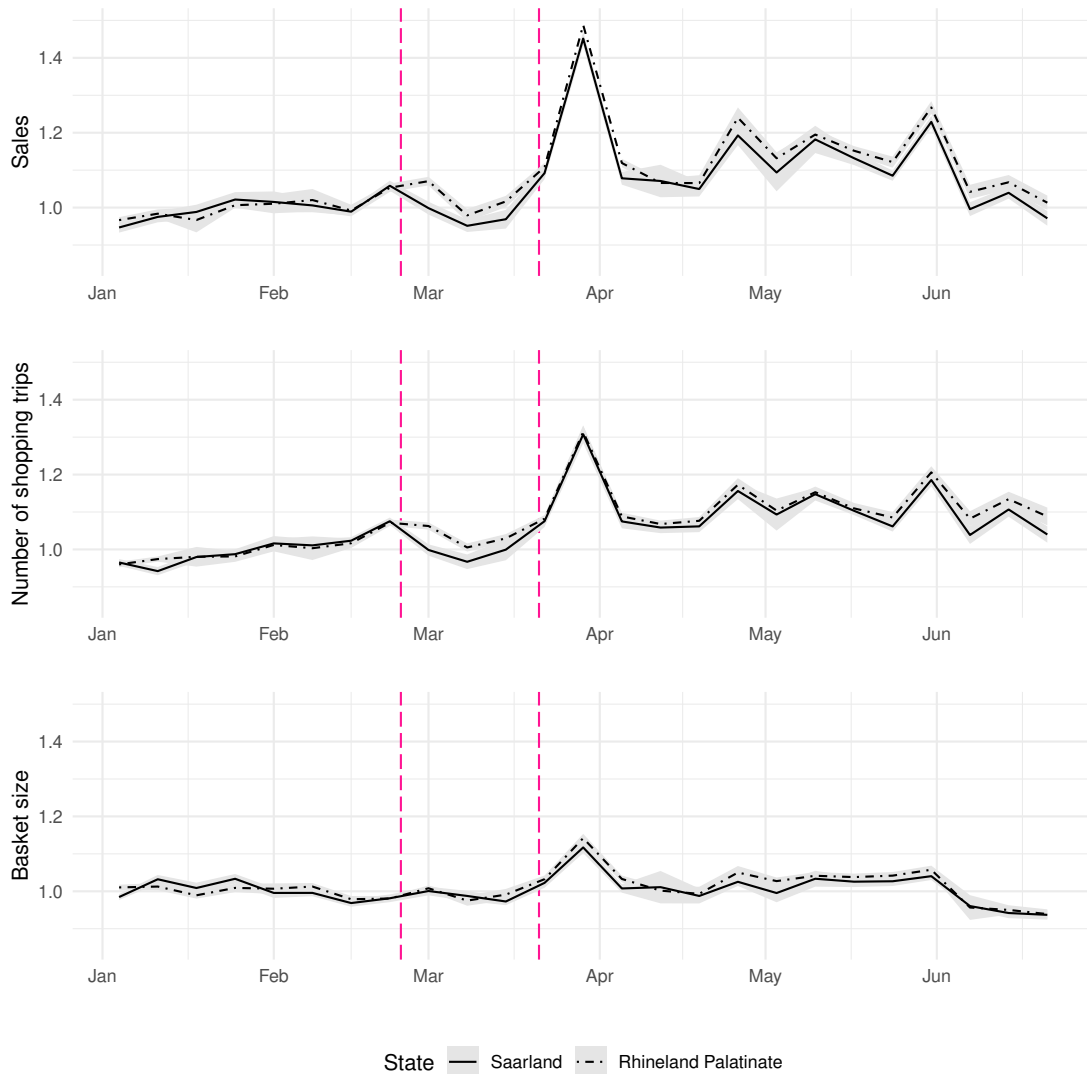 Sales
1.4
1.2
1.0
Jan Feb Mar Apr May Jun
Number of shopping trips
1.4
1.2
1.0
Jan Feb Mar Apr May Jun
Basket size
1.4
1.2
1.0
Jan Feb Mar Apr May Jun
State Saarland Rhineland Palatinate